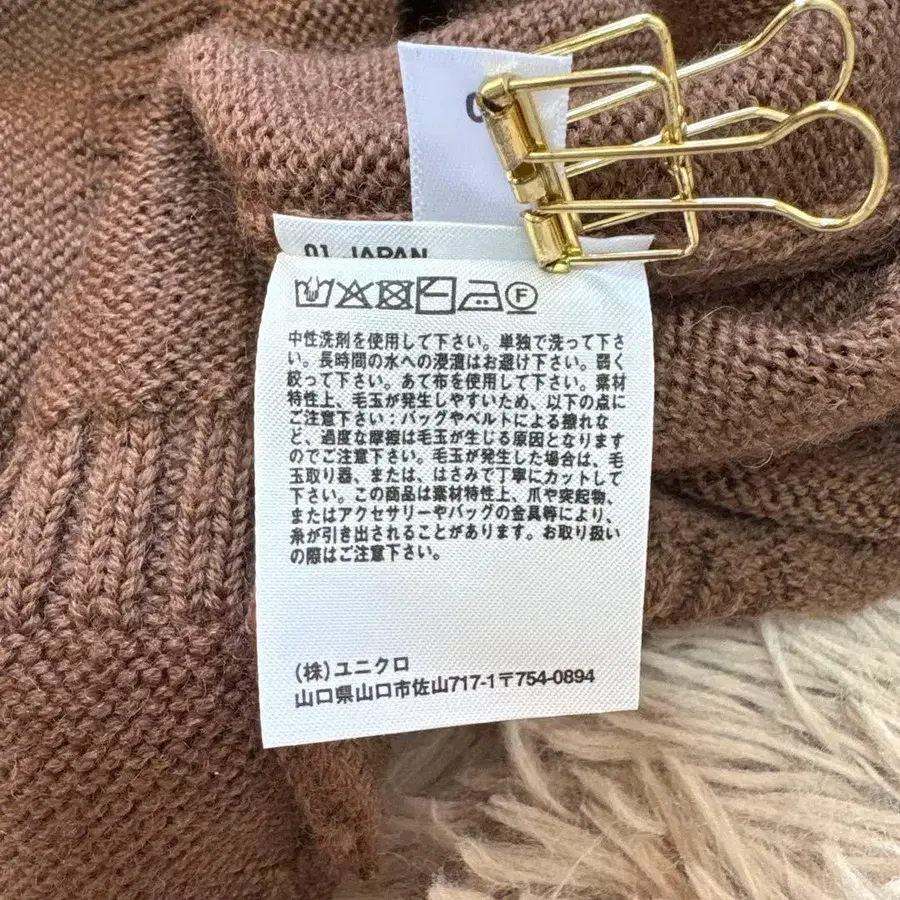 0
01 JAPAN
F
中性洗剤を使用して下さい。単独で洗って下さ
い。長時間の水への浸漬はお避け下さい。弱く
絞って下さい。あて布を使用して下さい。素材
特性上、毛玉が発生しやすいため、以下の点に
ご注意下さい：バッグやベルトによる擦れな
ど、過度な摩擦は毛玉が生じる原因となります
のでご注意下さい。毛玉が発生した場合は、毛
玉取り器、または、はさみで丁寧にカットして
下さい。この商品は素材特性上、爪や突起物、
またはアクセサリーやバッグの金具等により、
糸が引き出されることがあります。お取り扱い
の際はご注意下さい。
(株)ユニクロ
山口県山口市佐山717-1〒754-0894